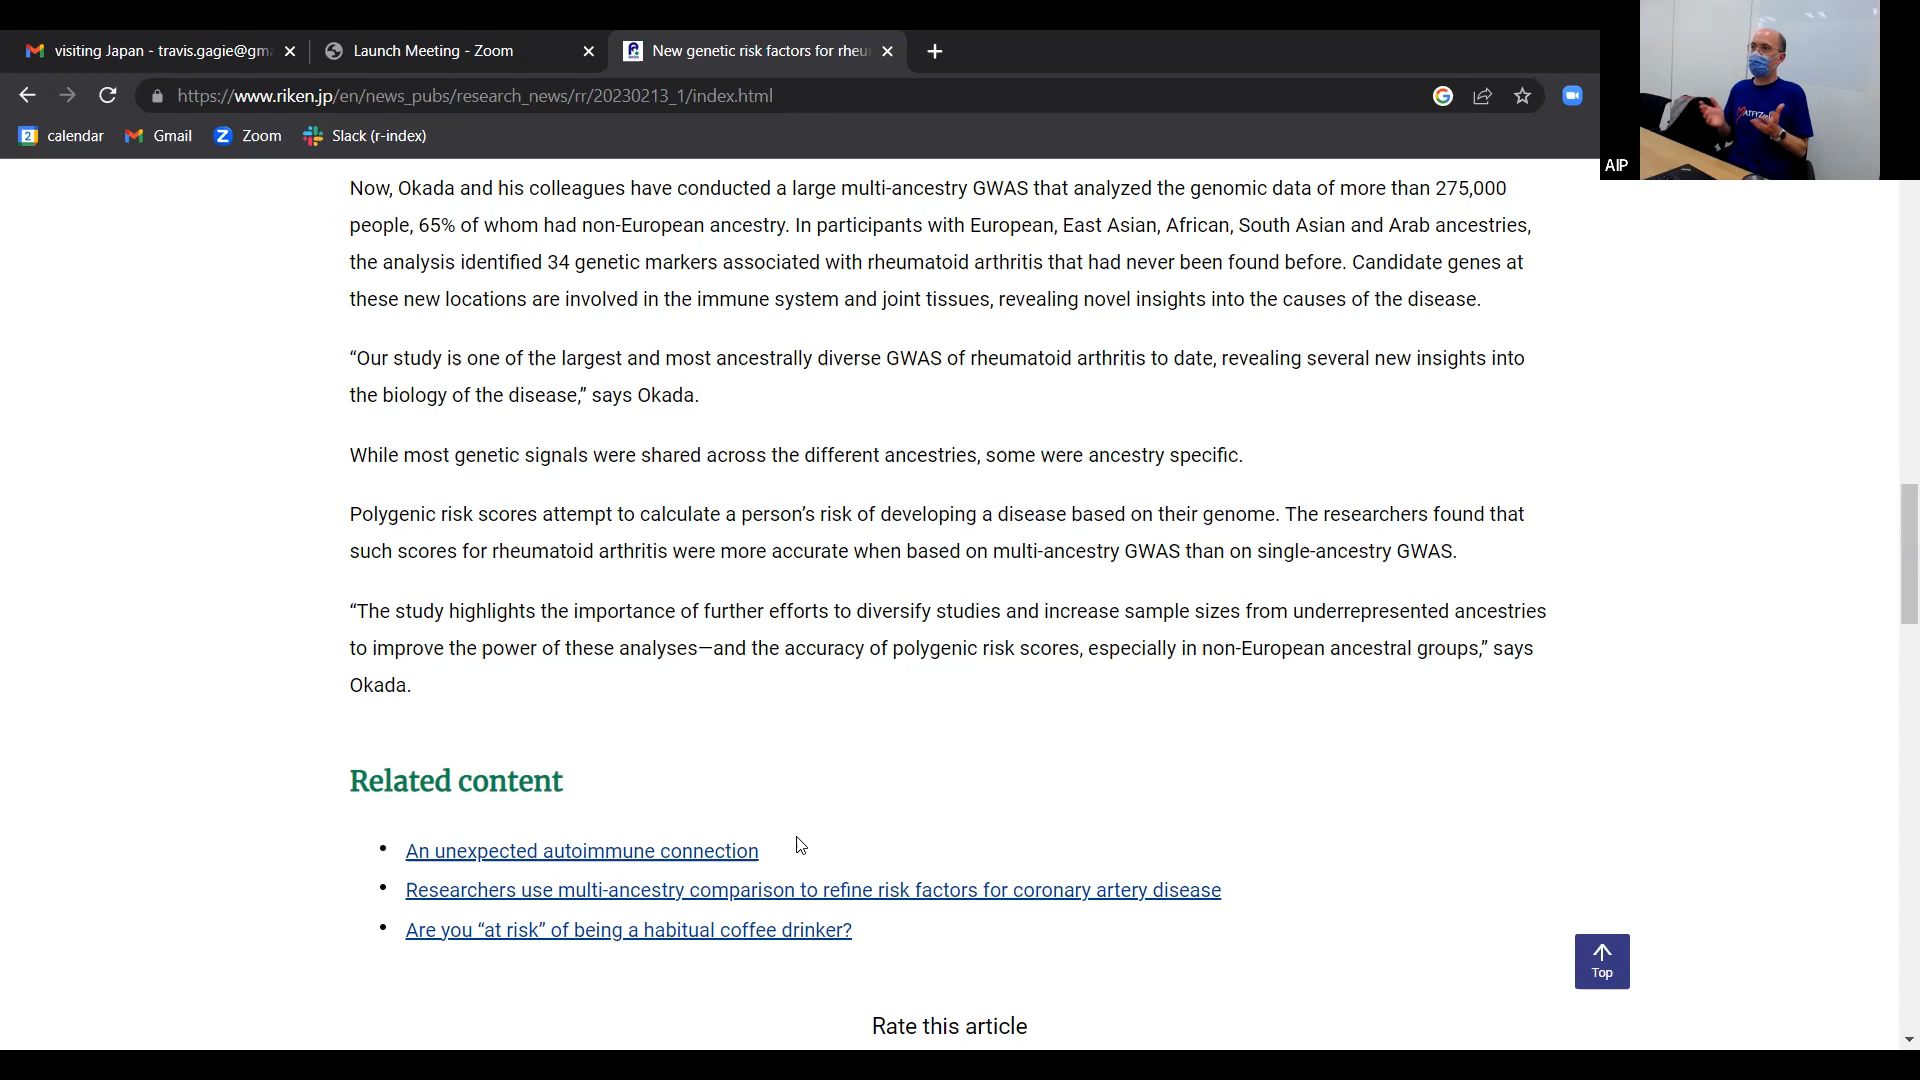 visiting Japan - travis.gagie@gma
Launch Meeting - Zoom
New genetic risk factors for rheu
https://www.riken.jp/en/news_pubs/research_news/rr/20230213_1/index.html
calendar
Gmail
Zoom
Slack (r-index)
AIP
Now, Okada and his colleagues have conducted a large multi-ancestry GWAS that analyzed the genomic data of more than 275,000
people, 65% of whom had non-European ancestry. In participants with European, East Asian, African, South Asian and Arab ancestries,
the analysis identified 34 genetic markers associated with rheumatoid arthritis that had never been found before. Candidate genes at
these new locations are involved in the immune system and joint tissues, revealing novel insights into the causes of the disease.
“Our study is one of the largest and most ancestrally diverse GWAS of rheumatoid arthritis to date, revealing several new insights into
the biology of the disease,” says Okada.
While most genetic signals were shared across the different ancestries, some were ancestry specific.
Polygenic risk scores attempt to calculate a person’s risk of developing a disease based on their genome. The researchers found that
such scores for rheumatoid arthritis were more accurate when based on multi-ancestry GWAS than on single-ancestry GWAS.
“The study highlights the importance of further efforts to diversify studies and increase sample sizes from underrepresented ancestries
to improve the power of these analyses—and the accuracy of polygenic risk scores, especially in non-European ancestral groups,” says
Okada.
Related content
• An unexpected autoimmune connection
• Researchers use multi-ancestry comparison to refine risk factors for coronary artery disease
• Are you “at risk” of being a habitual coffee drinker?
Top
Rate this article